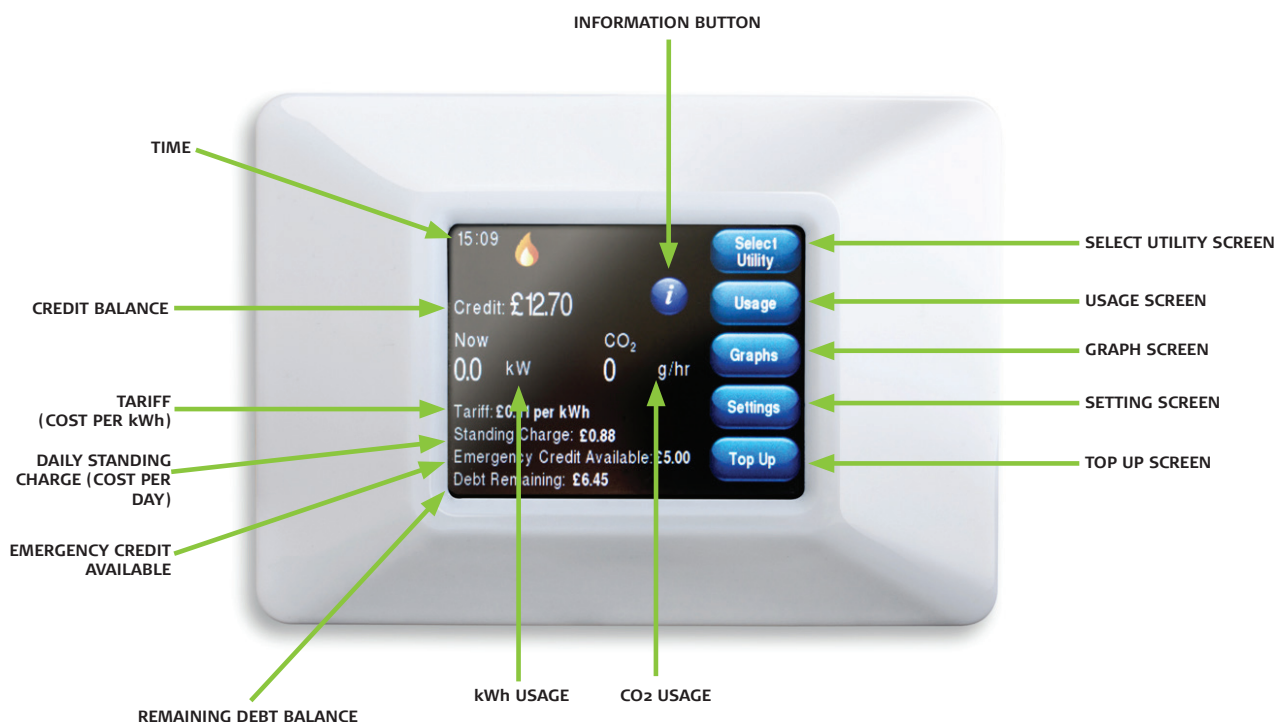 INFORMATION BUTTON
TIME
CREDIT BALANCE
TARIFF
(COST PER kWh)
DAILY STANDING
CHARGE (COST PER
DAY)
EMERGENCY CREDIT
AVAILABLE
REMAINING DEBT BALANCE
15:09
Credit: £12.70
i
Now
CO₂
0.0 kW
0 g/hr
Tariff: per kWh
Standing Charge: £0.88
Emergency Credit Available: £5.00
Debt Remaining: £6.45
Select
Utility
Usage
Graphs
Settings
Top Up
SELECT UTILITY SCREEN
USAGE SCREEN
GRAPH SCREEN
SETTING SCREEN
TOP UP SCREEN
kWh USAGE
CO2 USAGE